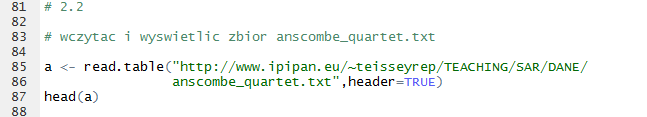 81 # 2.2
82
83 # wczytac i wyswietlic zbior anscombe_quartet.txt
84
85 a <- read.table("http://www.ipipan.eu/~teisseyrep/TEACHING/SAR/DANE/
86 anscombe_quartet.txt",header=TRUE)
87 head(a)
88